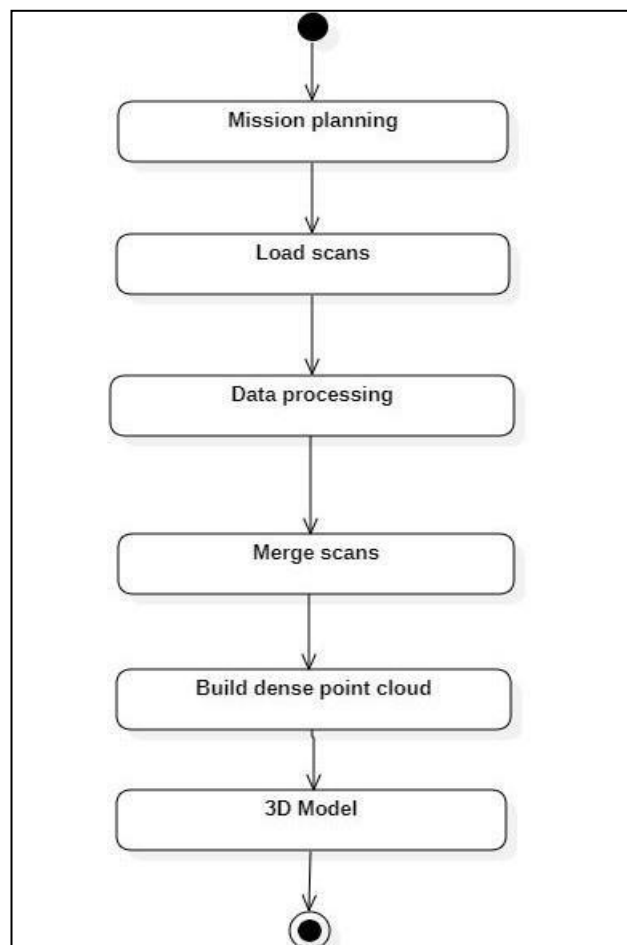 Mission planning
Load scans
Data processing
Merge scans
Build dense point cloud
3D Model